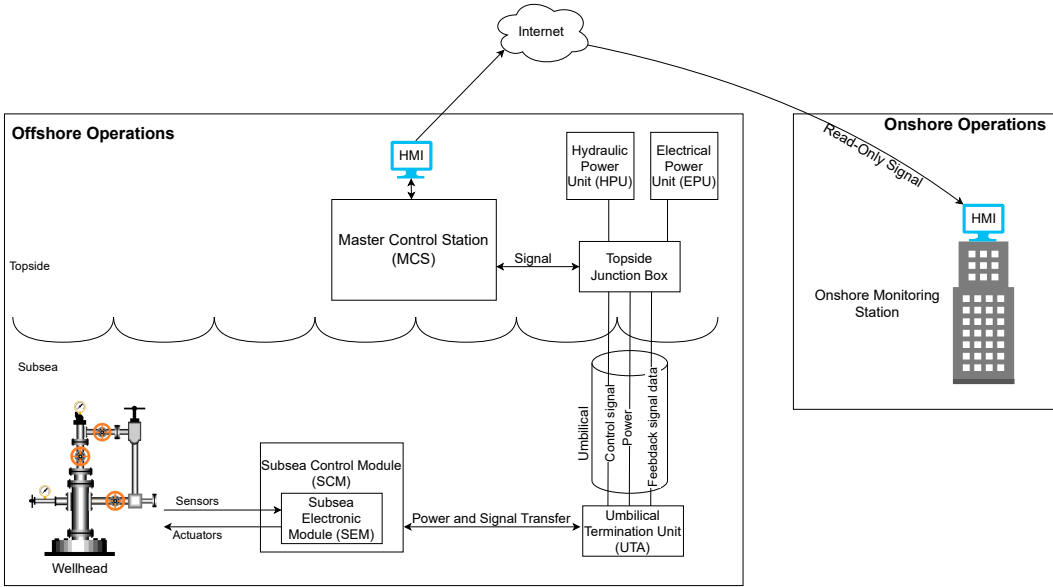 Internet
Offshore Operations
Onshore Operations
HMI
Hydraulic
Power
Unit (HPU)
Electrical
Power
Unit (EPU)
Read-Only Signal
HMI
Master Control Station
(MCS)
Signal
Topside
Junction Box
Topside
Onshore Monitoring
Station
Subsea
Umbilical
Control signal
Power
Feebdack signal data
Subsea Control Module
(SCM)
Subsea
Electronic
Module (SEM)
Sensors
Actuators
Power and Signal Transfer
Umbilical
Termination Unit
(UTA)
Wellhead